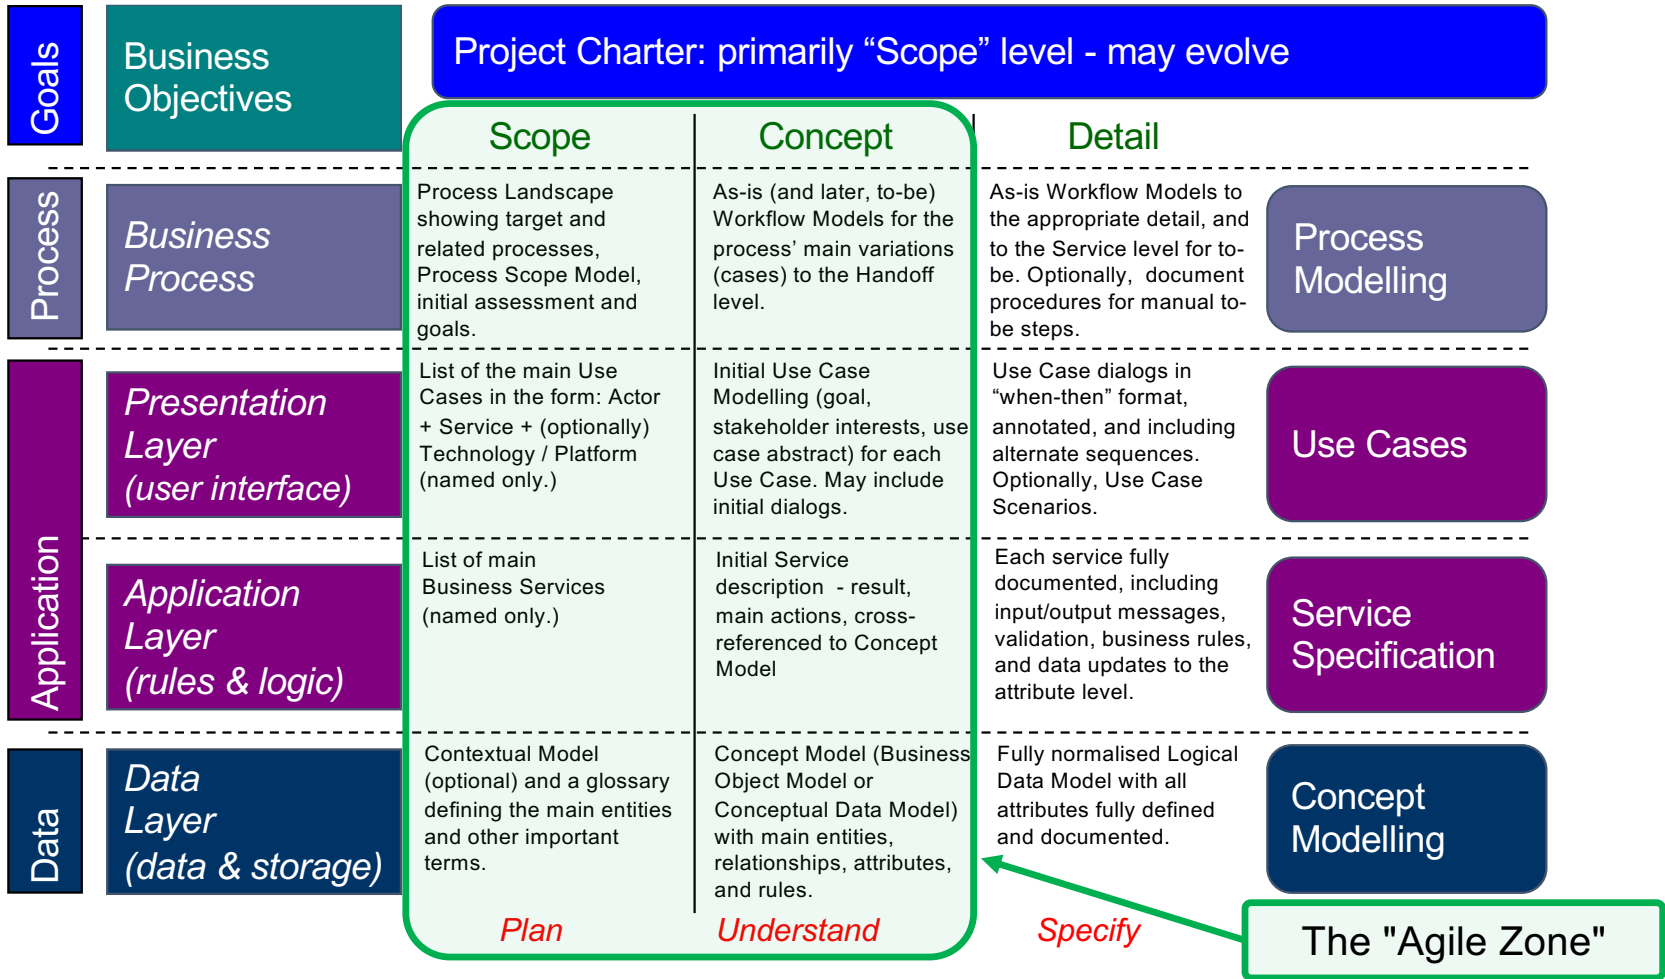 Goals
Business
Objectives
Project Charter: primarily “Scope” level - may evolve
Scope
Concept
Detail
Process
Business
Process
Process Landscape
showing target and
related processes,
Process Scope Model,
initial assessment and
goals.
As-is (and later, to-be)
Workflow Models for the
process’ main variations
(cases) to the Handoff
level.
As-is Workflow Models to
the appropriate detail, and
to the Service level for to-
be. Optionally, document
procedures for manual to-
be steps.
Process
Modelling
Application
Presentation
Layer
(user interface)
List of the main Use
Cases in the form: Actor
+ Service + (optionally)
Technology / Platform
(named only.)
Initial Use Case
Modelling (goal,
stakeholder interests, use
case abstract) for each
Use Case. May include
initial dialogs.
Use Case dialogs in
“when-then” format,
annotated, and including
alternate sequences.
Optionally, Use Case
Scenarios.
Use Cases
Application
Layer
(rules & logic)
List of main
Business Services
(named only.)
Initial Service
description - result,
main actions, cross-
referenced to Concept
Model
Each service fully
documented, including
input/output messages,
validation, business rules,
and data updates to the
attribute level.
Service
Specification
Data
Data
Layer
(data & storage)
Contextual Model
(optional) and a glossary
defining the main entities
and other important
terms.
Concept Model (Business
Object Model or
Conceptual Data Model)
with main entities,
relationships, attributes,
and rules.
Fully normalised Logical
Data Model with all
attributes fully defined
and documented.
Concept
Modelling
Plan
Understand
Specify
The "Agile Zone"